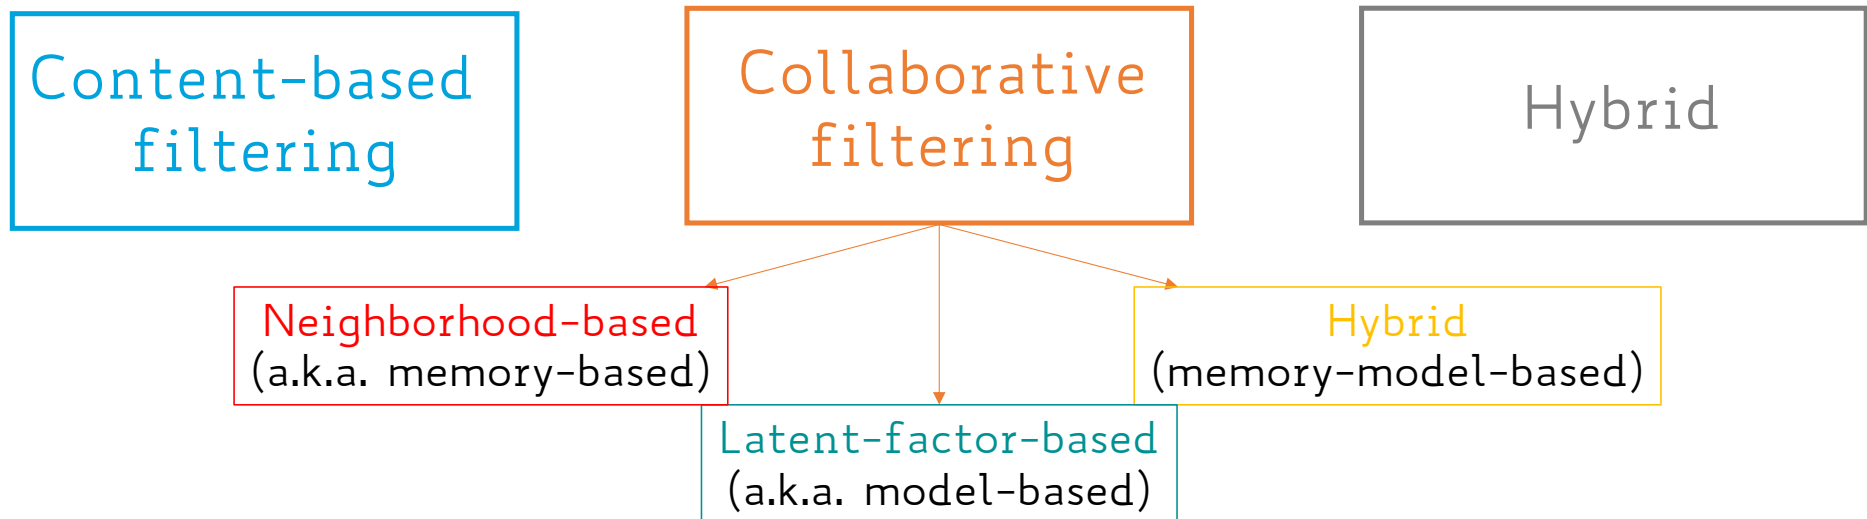 Content-based
filtering
Collaborative
filtering
Hybrid
Neighborhood-based
(a.k.a. memory-based)
Hybrid
(memory-model-based)
Latent-factor-based
(a.k.a. model-based)